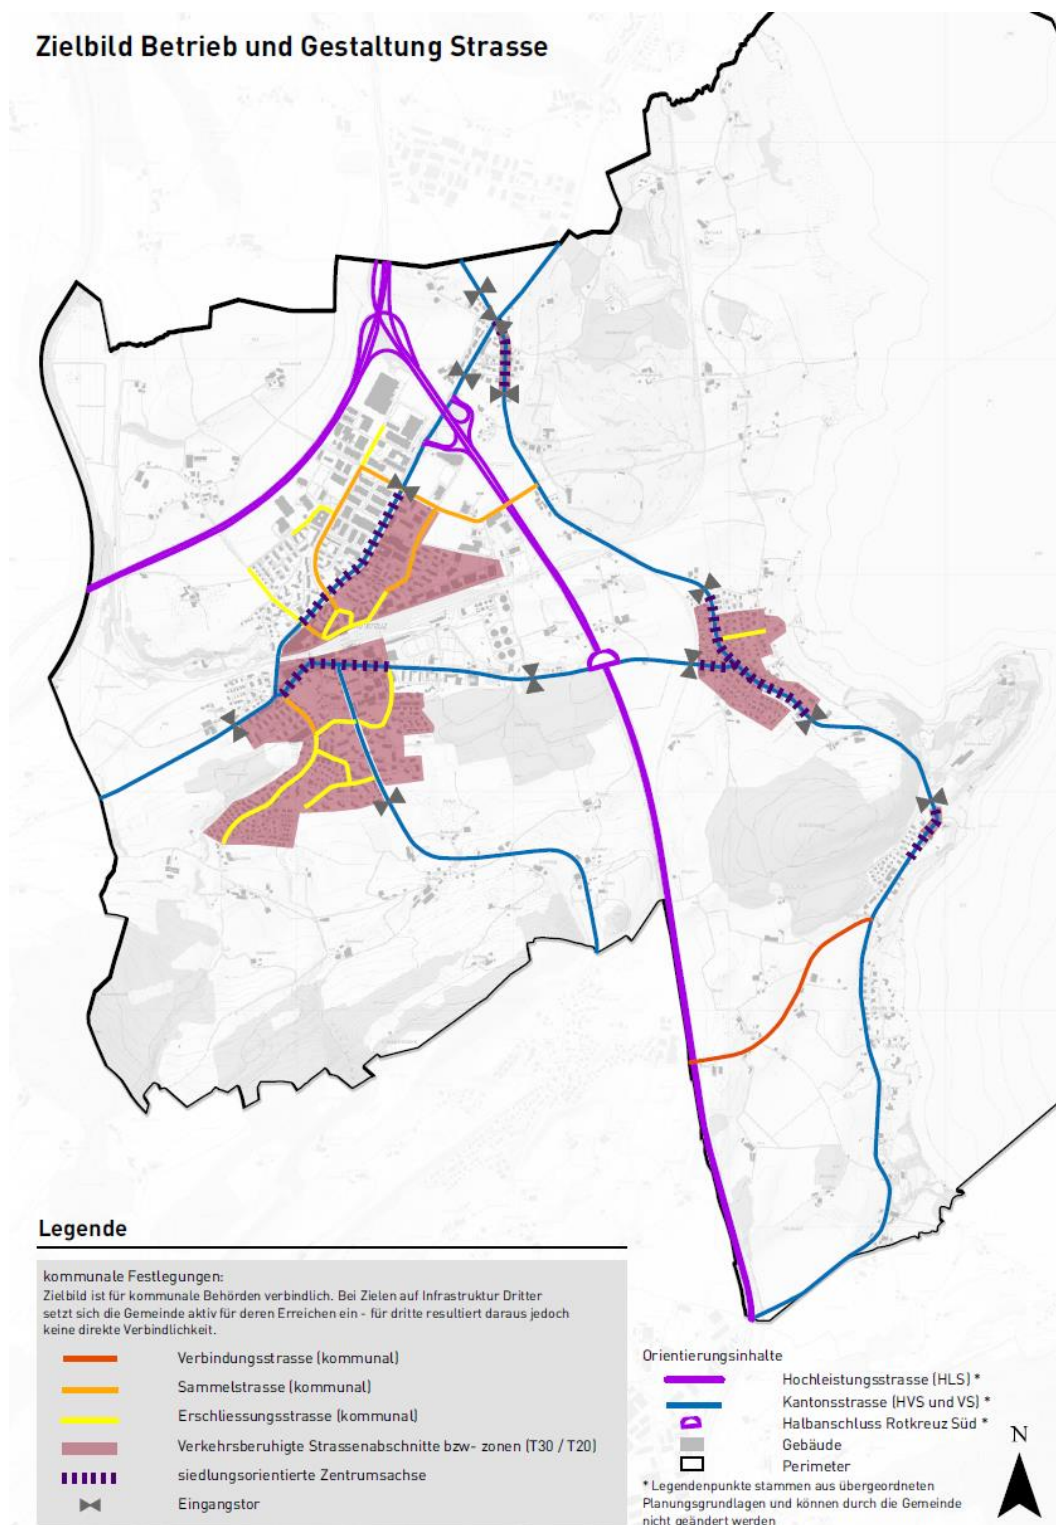 Zielbild Betrieb und Gestaltung Strasse
Legende
kommunale Festlegungen:
Zielbild ist für kommunale Behörden verbindlich. Bei Zielen auf Infrastruktur Dritter
setzt sich die Gemeinde aktiv für deren Erreichen ein - für dritte resultiert daraus jedoch
keine direkte Verbindlichkeit.
Verbindungsstrasse (kommunal)
Sammelstrasse (kommunal)
Erschliessungsstrasse (kommunal)
Verkehrsberuhigte Strassenabschnitte bzw- zonen (T30 / T20)
siedlungsorientierte Zentrumsachse
Eingangstor
Orientierungsinhalte
Hochleistungsstrasse (HLS) *
Kantonsstrasse (HVS und VS) *
Halbanschluss Rotkreuz Süd *
Gebäude
Perimeter
* Legendenpunkte stammen aus übergeordneten
Planungsgrundlagen und können durch die Gemeinde
nicht geändert werden
N